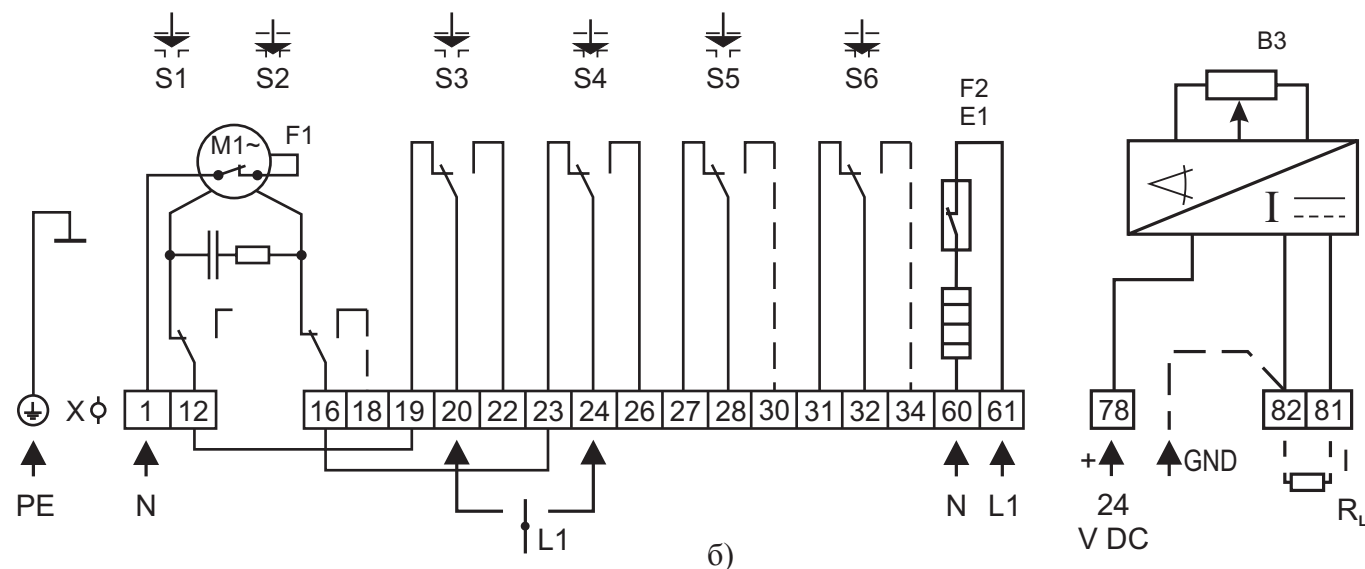 S1 S2 S3 S4 S5 S6
B3
F2
E1
M1~ F1
I
X 1 12 16 18 19 20 22 23 24 26 27 28 30 31 32 34 60 61 78 82 81
PE N N L1 + GND I
L1 24 RL
V DC
б)